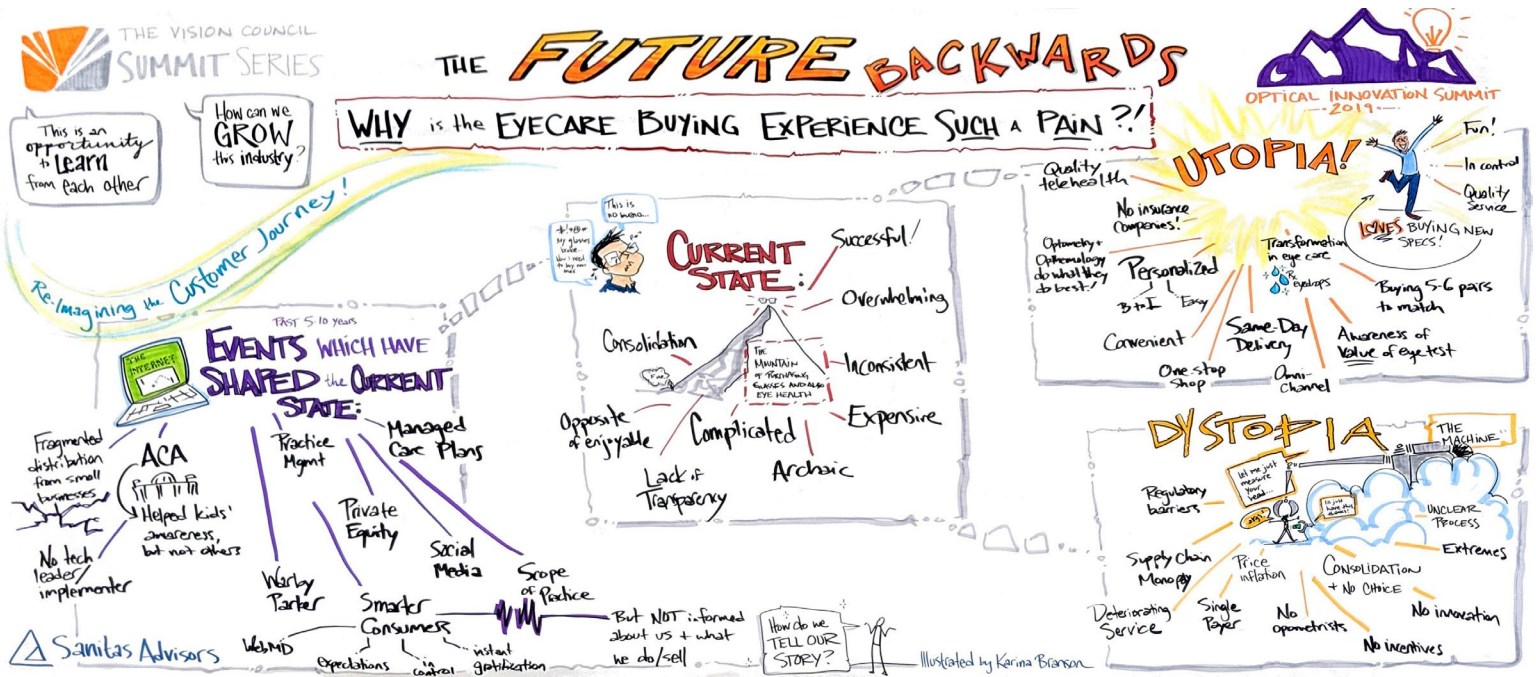 THE VISION COUNCIL
SUMMIT SERIES
THE FUTURE BACKWARDS
WHY is the EYECARE BUYING EXPERIENCE SUCH A PAIN?!
OPTICAL INNOVATION SUMMIT
2019
This is an
opportunity
to LEARN
from each other
How can we
GROW
this industry?
Re-Imagining the Customer Journey!
PAST 5-10 years
EVENTS WHICH HAVE
SHAPED the CURRENT
STATE:
THE
INTERNET
Fragmented
distribution
from small
businesses
No tech
leader/
implementer
ACA
Helped kids'
awareness,
but not others
Practice
Mgmt
Managed
Care Plans
Private
Equity
Social
Media
Scope
of Practice
Warby
Parker
Smarter
Consumers
WebMD
expectations
in
control
instant
gratification
But NOT informed
about us + what
we do/sell
This is
no bueno...
My glasses
broke...
Now I need
to buy new
ones
CURRENT
STATE:
Successful!
Overwhelming
Inconsistent
Expensive
Archaic
Complicated
Lack of
Transparency
Opposite
of enjoyable
Consolidation
THE
MOUNTAIN
OF PURCHASING
GLASSES AND ALSO
EYE HEALTH
UTOPIA!
Quality
telehealth
No insurance
companies!
Optometry +
Opthemology
do what they
do best!
Personalized
B to I
Easy
Convenient
One-stop
shop
Same-Day
Delivery
Omni-
Channel
Transformation
in eye care
Rx
Eyedrops
Awareness of
Value of eye test
Buying 5-6 pairs
to match
Fun!
In control
Quality
Service
LOVES BUYING NEW
SPECS!
DYSTOPIA
THE
MACHINE
let me just
measure
your
head...
Regulatory
barriers
Supply Chain
Monopoly
Deteriorating
Service
Price
inflation
Single
Payer
No
optometrists
No incentives
CONSOLIDATION
+ NO CHOICE
No innovation
Extremes
UNCLEAR
PROCESS
How do we
TELL OUR
STORY?
Sanitas Advisors
Illustrated by Karina Branson